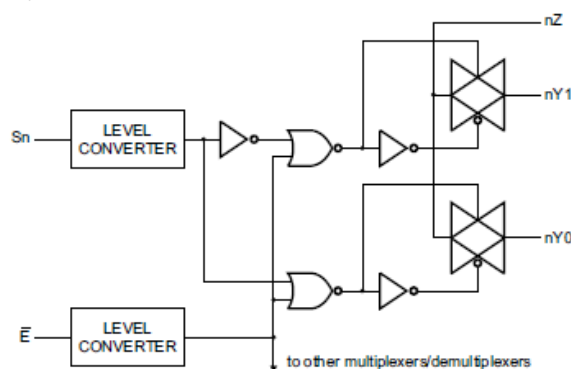 nZ
nY1
Sn
LEVEL
CONVERTER
nY0
E̅
LEVEL
CONVERTER
to other multiplexers/demultiplexers